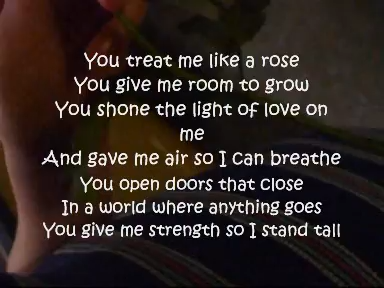 You treat me like a rose
You give me room to grow
You shone the light of love on
me
And gave me air so I can breathe
You open doors that close
In a world where anything goes
You give me strength so I stand tall